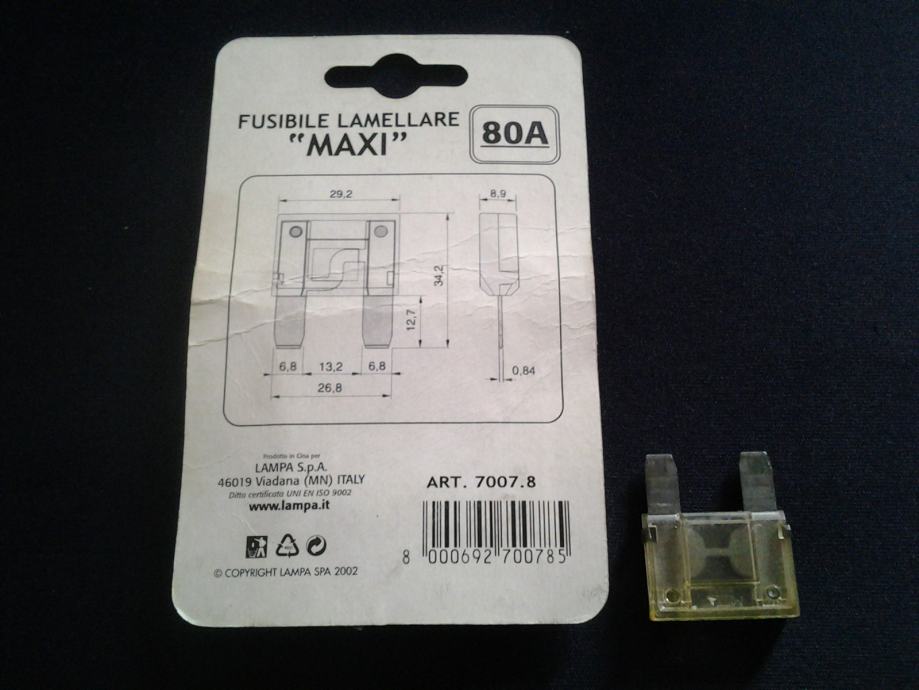 FUSIBILE LAMELLARE
“MAXI”
80A
29,2
8,9
34,2
12,7
6,8
13,2
6,8
0,84
26,8
Prodotto in Cina per
LAMPA S.p.A.
46019 Viadana (MN) ITALY
Ditta certificata UNI EN ISO 9002
www.lampa.it
ART. 7007.8
8 000692 700785
© COPYRIGHT LAMPA SPA 2002